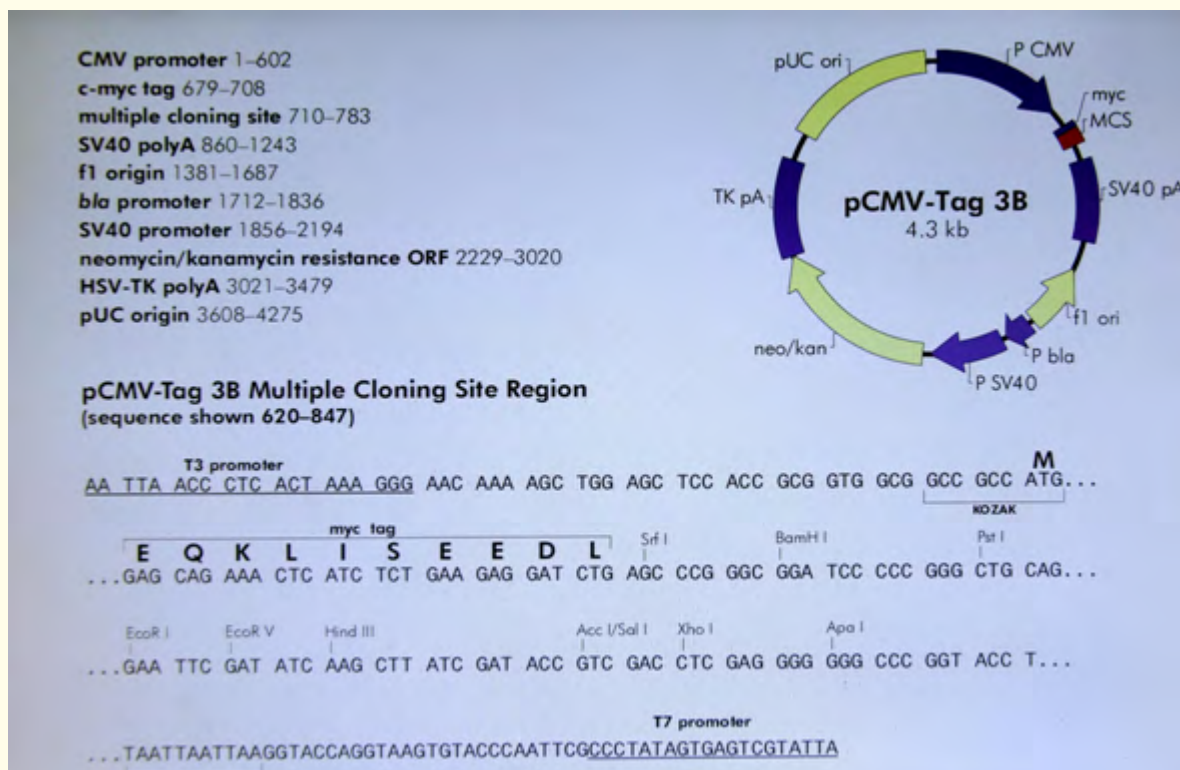 CMV promoter 1–602
c-myc tag 679–708
multiple cloning site 710–783
SV40 polyA 860–1243
f1 origin 1381–1687
bla promoter 1712–1836
SV40 promoter 1856–2194
neomycin/kanamycin resistance ORF 2229–3020
HSV-TK polyA 3021–3479
pUC origin 3608–4275
pUC ori
P CMV
myc
MCS
TK pA
pCMV-Tag 3B
4.3 kb
SV40 pA
f1 ori
neo/kan
P bla
P SV40
pCMV-Tag 3B Multiple Cloning Site Region
(sequence shown 620–847)
T3 promoter
M
AA TTA ACC CTC ACT AAA GGG AAC AAA AGC TGG AGC TCC ACC GCG GTG GCG GCC GCC ATG...
KOZAK
myc tag
E Q K L I S E E D L Srf I BamH I Pst I
...GAG CAG AAA CTC ATC TCT GAA GAG GAT CTG AGC CCG GGC GGA TCC CCC GGG CTG CAG...
EcoR I EcoR V Hind III Acc I/Sal I Xho I Apa I
...GAA TTC GAT ATC AAG CTT ATC GAT ACC GTC GAC CTC GAG GGG GGG CCC GGT ACC T...
T7 promoter
...TAATTAATTAAGGTACCAGGTAAGTGTACCCAATTCGCCCTATAGTGAGTCGTATTA